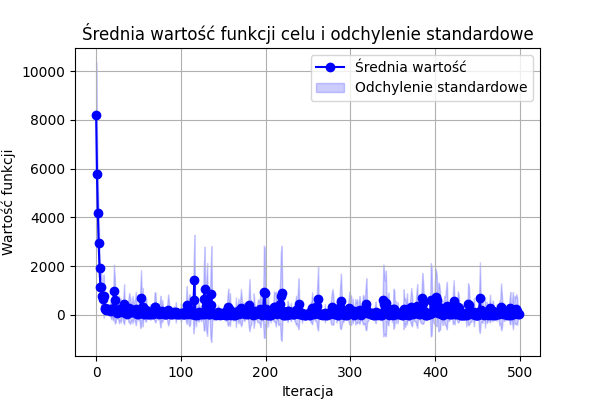 Średnia wartość funkcji celu i odchylenie standardowe
Średnia wartość
Odchylenie standardowe
Wartość funkcji
10000
8000
6000
4000
2000
0
0 100 200 300 400 500
Iteracja